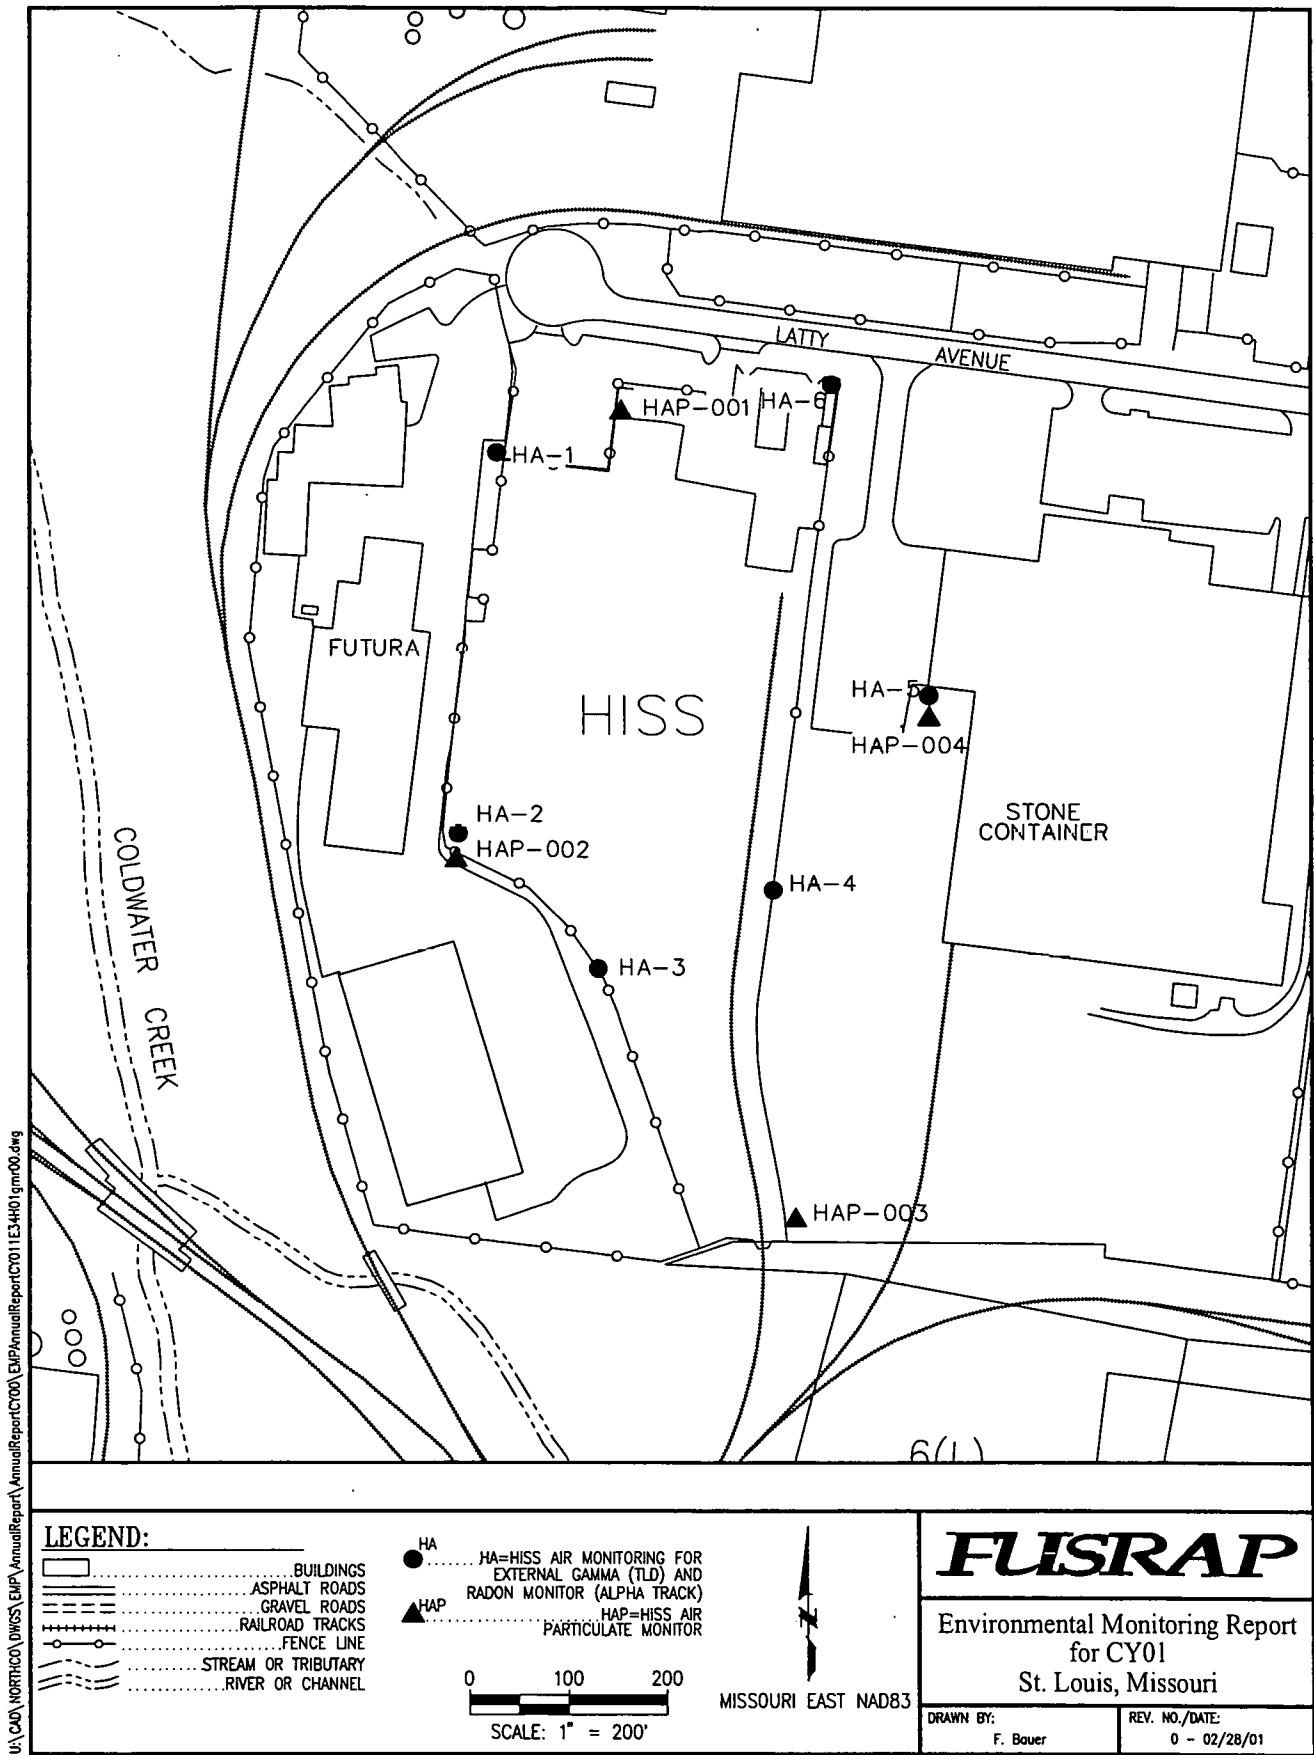 LATTY
AVENUE
HAP-001
HA-6
HA-1
FUTURA
HISS
HA-5
HAP-004
HA-2
HAP-002
STONE
CONTAINER
HA-4
HA-3
COLDWATER CREEK
HAP-003
6(L)
U:\CAD\NORTHCO\DWGS\EMP\AnnualReport\AnnualReportCY00\EMPAnnualReportCY011E34H01gmr00.dwg
LEGEND:
BUILDINGS
ASPHALT ROADS
GRAVEL ROADS
RAILROAD TRACKS
FENCE LINE
STREAM OR TRIBUTARY
RIVER OR CHANNEL
HA
HA=HISS AIR MONITORING FOR
EXTERNAL GAMMA (TLD) AND
RADON MONITOR (ALPHA TRACK)
HAP
HAP=HISS AIR
PARTICULATE MONITOR
0 100 200
SCALE: 1" = 200'
N
MISSOURI EAST NAD83
FUSRAP
Environmental Monitoring Report
for CY01
St. Louis, Missouri
DRAWN BY:
F. Bauer
REV. NO./DATE:
0 - 02/28/01